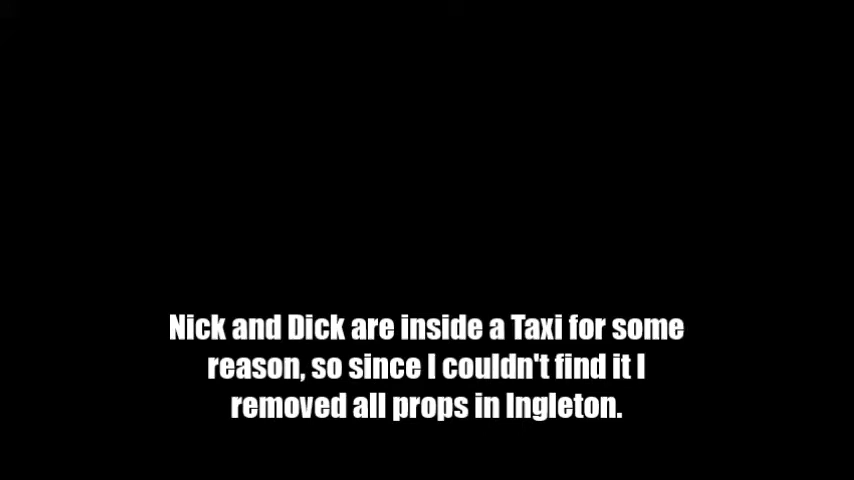 Nick and Dick are inside a Taxi for some
reason, so since I couldn't find it I
removed all props in Ingleton.